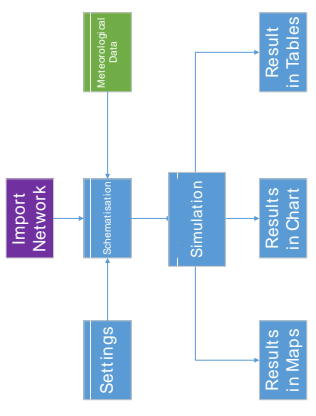 Import
Network
Settings
Schematisation
Meteorological
Data
Simulation
Results
in Maps
Results
in Chart
Result
in Tables